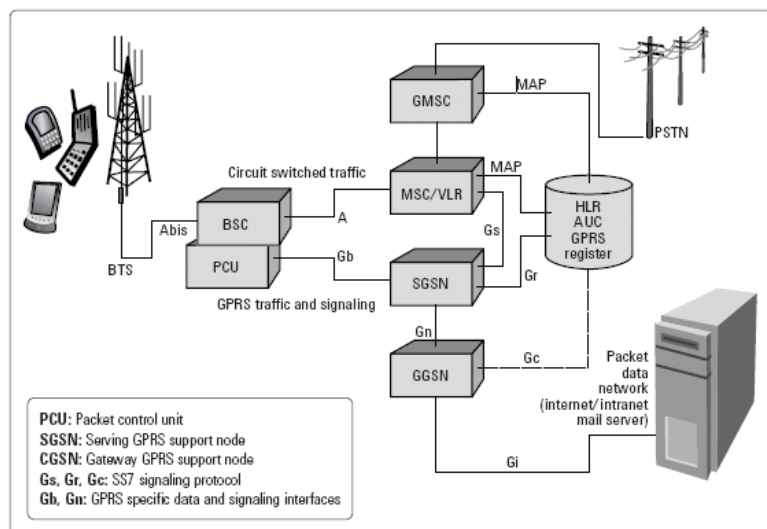 GMSC
MAP
PSTN
Circuit switched traffic
MSC/VLR
MAP
HLR
AUC
GPRS
register
BSC
A
Gs
Abis
PCU
Gb
SGSN
Gr
BTS
GPRS traffic and signaling
Gn
GGSN
Gc
Packet
data
network
(internet/intranet
mail server)
Gi
PCU: Packet control unit
SGSN: Serving GPRS support node
CGSN: Gateway GPRS support node
Gs, Gr, Gc: SS7 signaling protocol
Gb, Gn: GPRS specific data and signaling interfaces